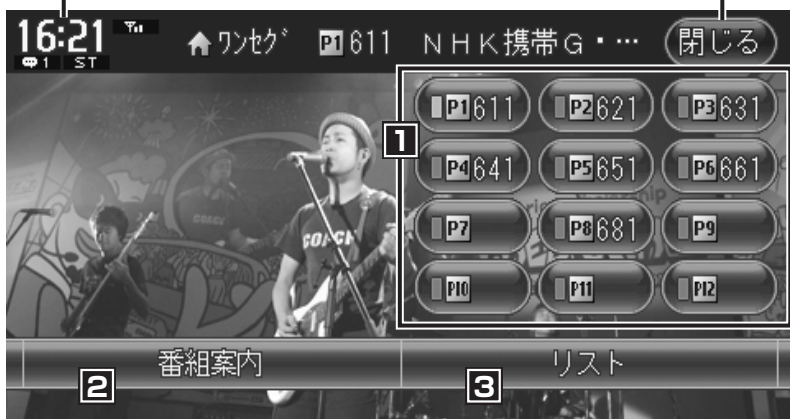 16:21 ワンセグ P1 611 NHK携帯G・… 閉じる
1 ST
1
P1 611 P2 621 P3 631
P4 641 P5 651 P6 661
P7 P8 681 P9
P10 P11 P12
COACH
COACH
番組案内 リスト
2 3